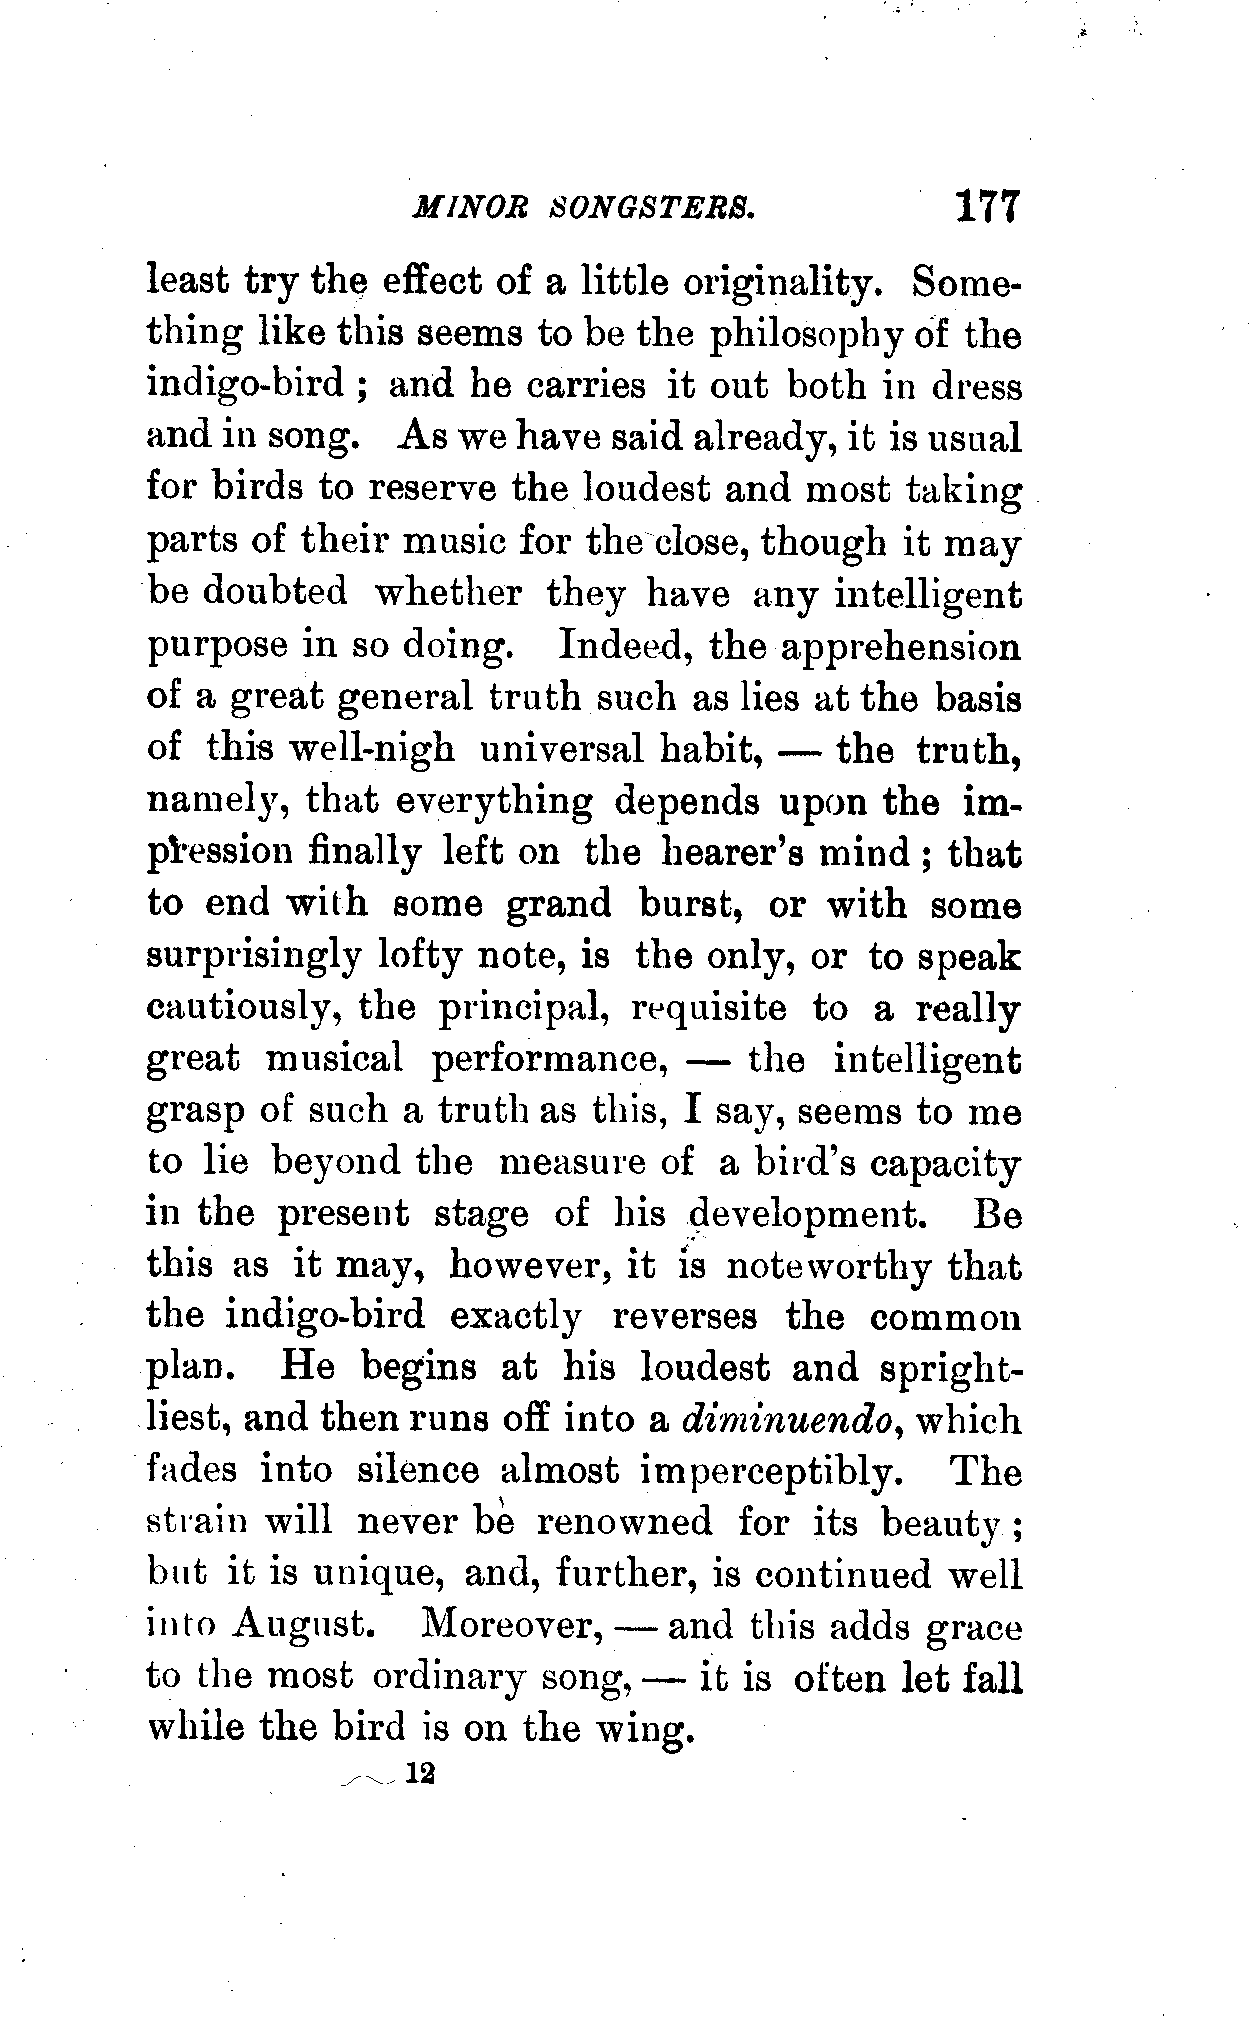 MINOR SONGSTERS. 177
least try the effect of a little originality. Some-
thing like this seems to be the philosophy of the
indigo-bird ; and he carries it out both in dress
and in song. As we have said already, it is usual
for birds to reserve the loudest and most taking
parts of their music for the close, though it may
be doubted whether they have any intelligent
purpose in so doing. Indeed, the apprehension
of a great general truth such as lies at the basis
of this well-nigh universal habit, — the truth,
namely, that everything depends upon the im-
pression finally left on the hearer's mind ; that
to end with some grand burst, or with some
surprisingly lofty note, is the only, or to speak
cautiously, the principal, requisite to a really
great musical performance, — the intelligent
grasp of such a truth as this, I say, seems to me
to lie beyond the measure of a bird's capacity
in the present stage of his development. Be
this as it may, however, it is noteworthy that
the indigo-bird exactly reverses the common
plan. He begins at his loudest and spright-
liest, and then runs off into a diminuendo, which
fades into silence almost imperceptibly. The
strain will never be renowned for its beauty ;
but it is unique, and, further, is continued well
into August. Moreover, — and this adds grace
to the most ordinary song, — it is often let fall
while the bird is on the wing.
12